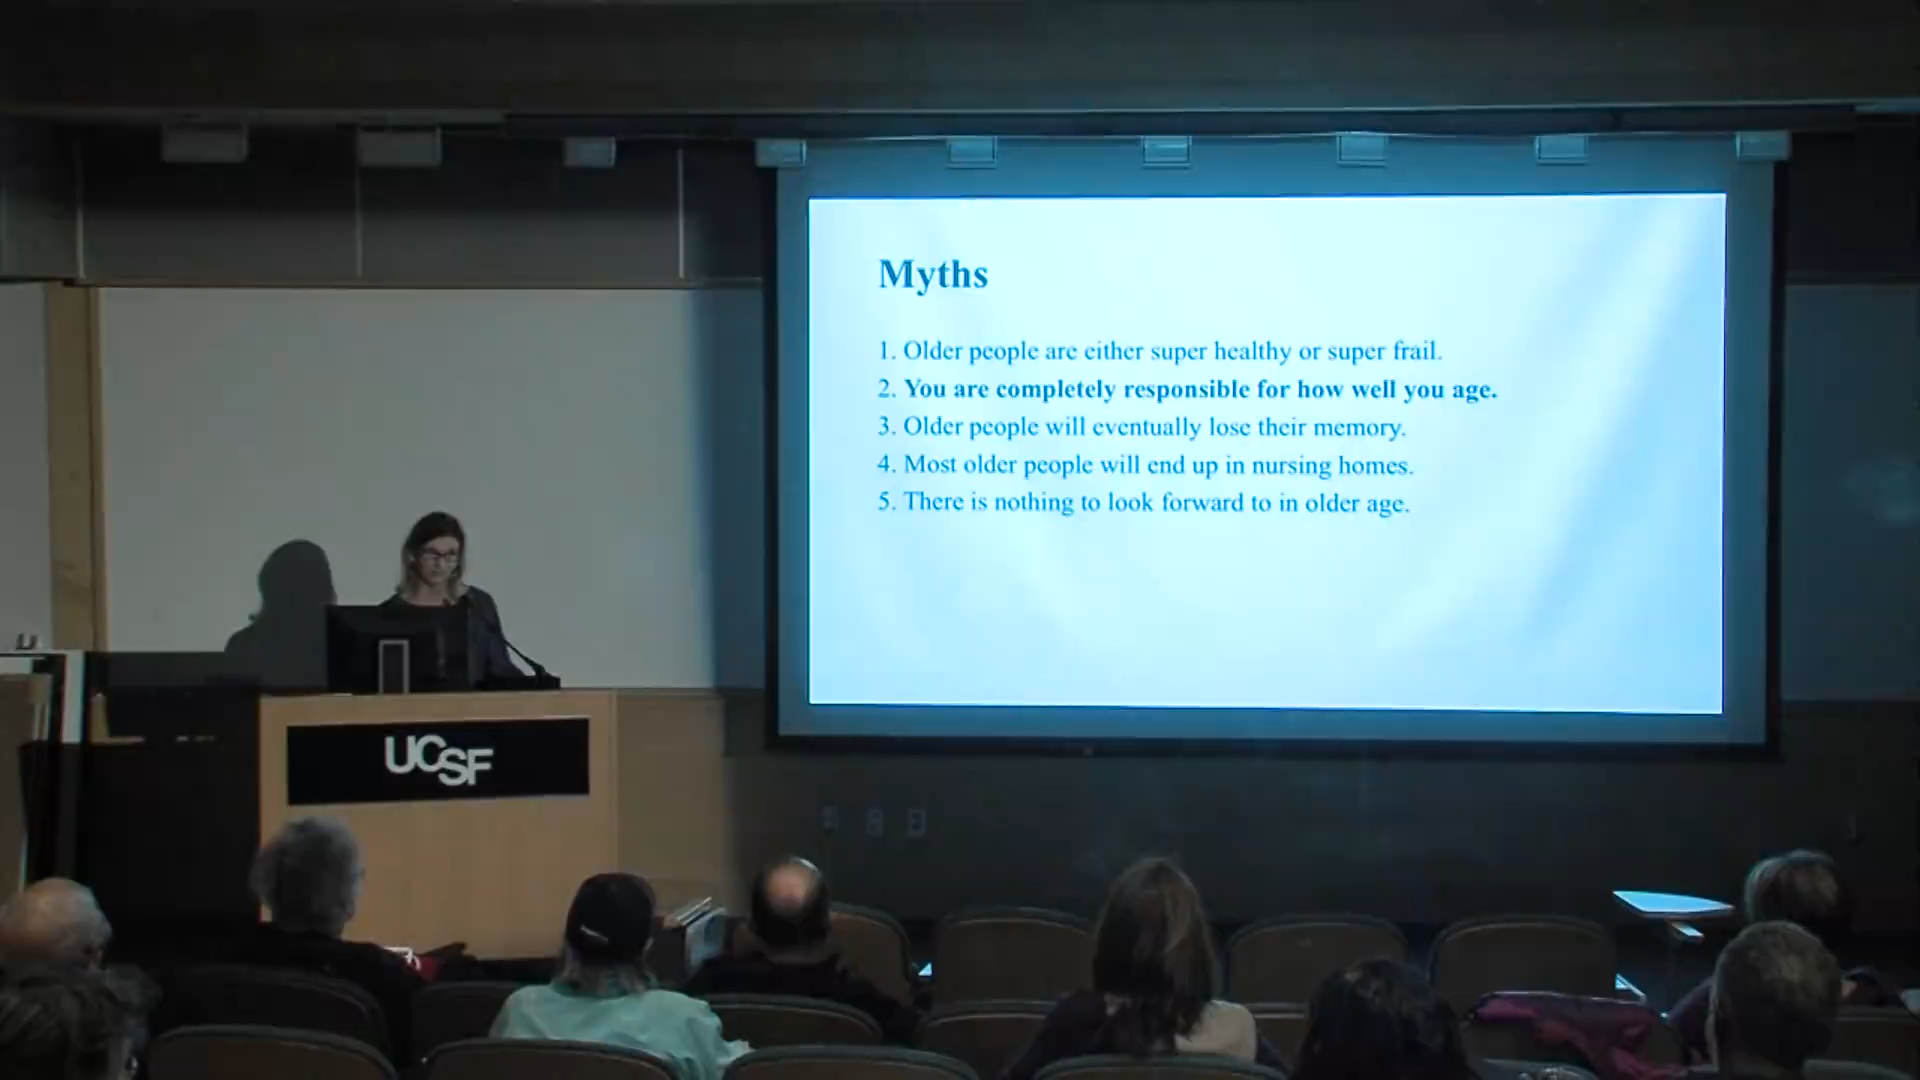 Myths
1. Older people are either super healthy or super frail.
2. You are completely responsible for how well you age.
3. Older people will eventually lose their memory.
4. Most older people will end up in nursing homes.
5. There is nothing to look forward to in older age.
UCSF